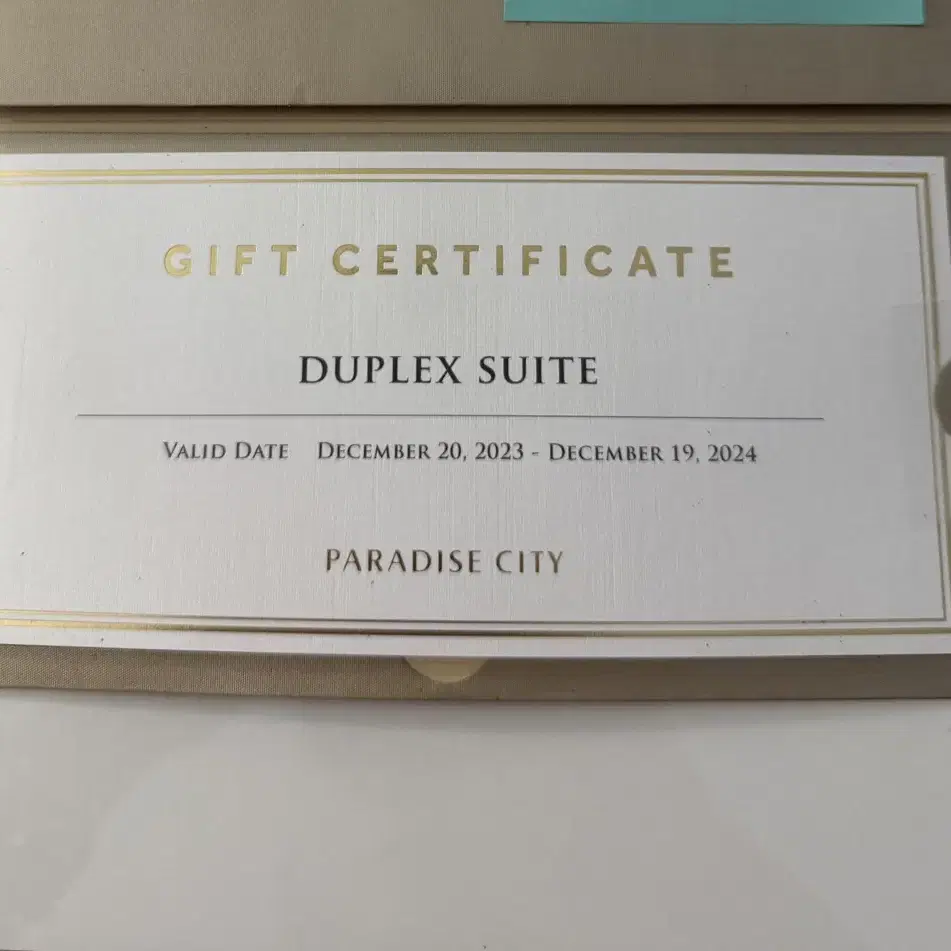 GIFT CERTIFICATE
DUPLEX SUITE
VALID DATE DECEMBER 20, 2023 - DECEMBER 19, 2024
PARADISE CITY